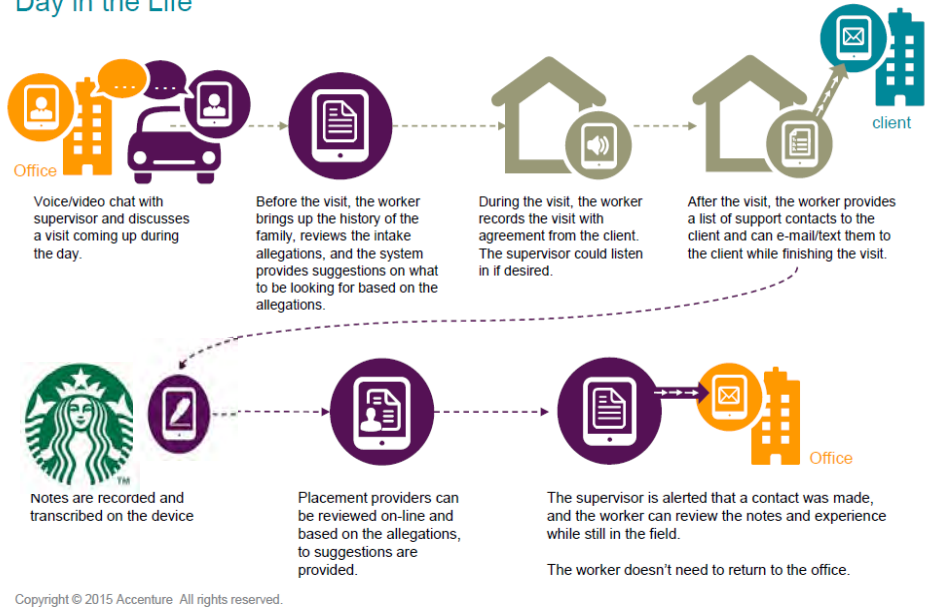 Day in the Life
Office
client
Voice/video chat with
supervisor and discusses
a visit coming up during
the day.
Before the visit, the worker
brings up the history of the
family, reviews the intake
allegations, and the system
provides suggestions on what
to be looking for based on the
allegations.
During the visit, the worker
records the visit with
agreement from the client.
The supervisor could listen
in if desired.
After the visit, the worker provides
a list of support contacts to the
client and can e-mail/text them to
the client while finishing the visit.
TM
Office
Notes are recorded and
transcribed on the device
Placement providers can
be reviewed on-line and
based on the allegations,
to suggestions are
provided.
The supervisor is alerted that a contact was made,
and the worker can review the notes and experience
while still in the field.
The worker doesn't need to return to the office.
Copyright © 2015 Accenture All rights reserved.